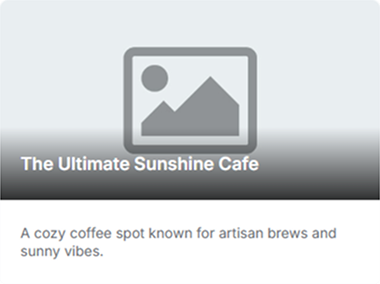 The Ultimate Sunshine Cafe
A cozy coffee spot known for artisan brews and
sunny vibes.